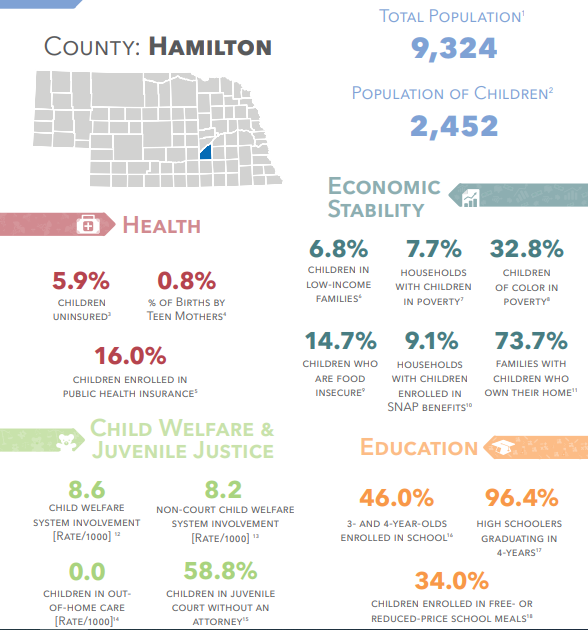 County: Hamilton
Total Population¹
9,324
Population of Children²
2,452
Health
5.9%
children
uninsured³
0.8%
% of Births by
Teen Mothers⁴
16.0%
children enrolled in
public health insurance⁵
Economic
Stability
6.8%
children in
low-income
families⁶
7.7%
households
with children
in poverty⁷
32.8%
children
of color in
poverty⁸
14.7%
children who
are food
insecure⁹
9.1%
households
with children
enrolled in
SNAP benefits¹⁰
73.7%
families with
children who
own their home¹¹
Child Welfare &
Juvenile Justice
8.6
child welfare
system involvement
[Rate/1000] ¹²
8.2
non-court child welfare
system involvement
[Rate/1000] ¹³
0.0
children in out-
of-home care
[Rate/1000]¹⁴
58.8%
children in juvenile
court without an
attorney¹⁵
Education
46.0%
3- and 4-year-olds
enrolled in school¹⁶
96.4%
high schoolers
graduating in
4-years¹⁷
34.0%
children enrolled in free- or
reduced-price school meals¹⁸